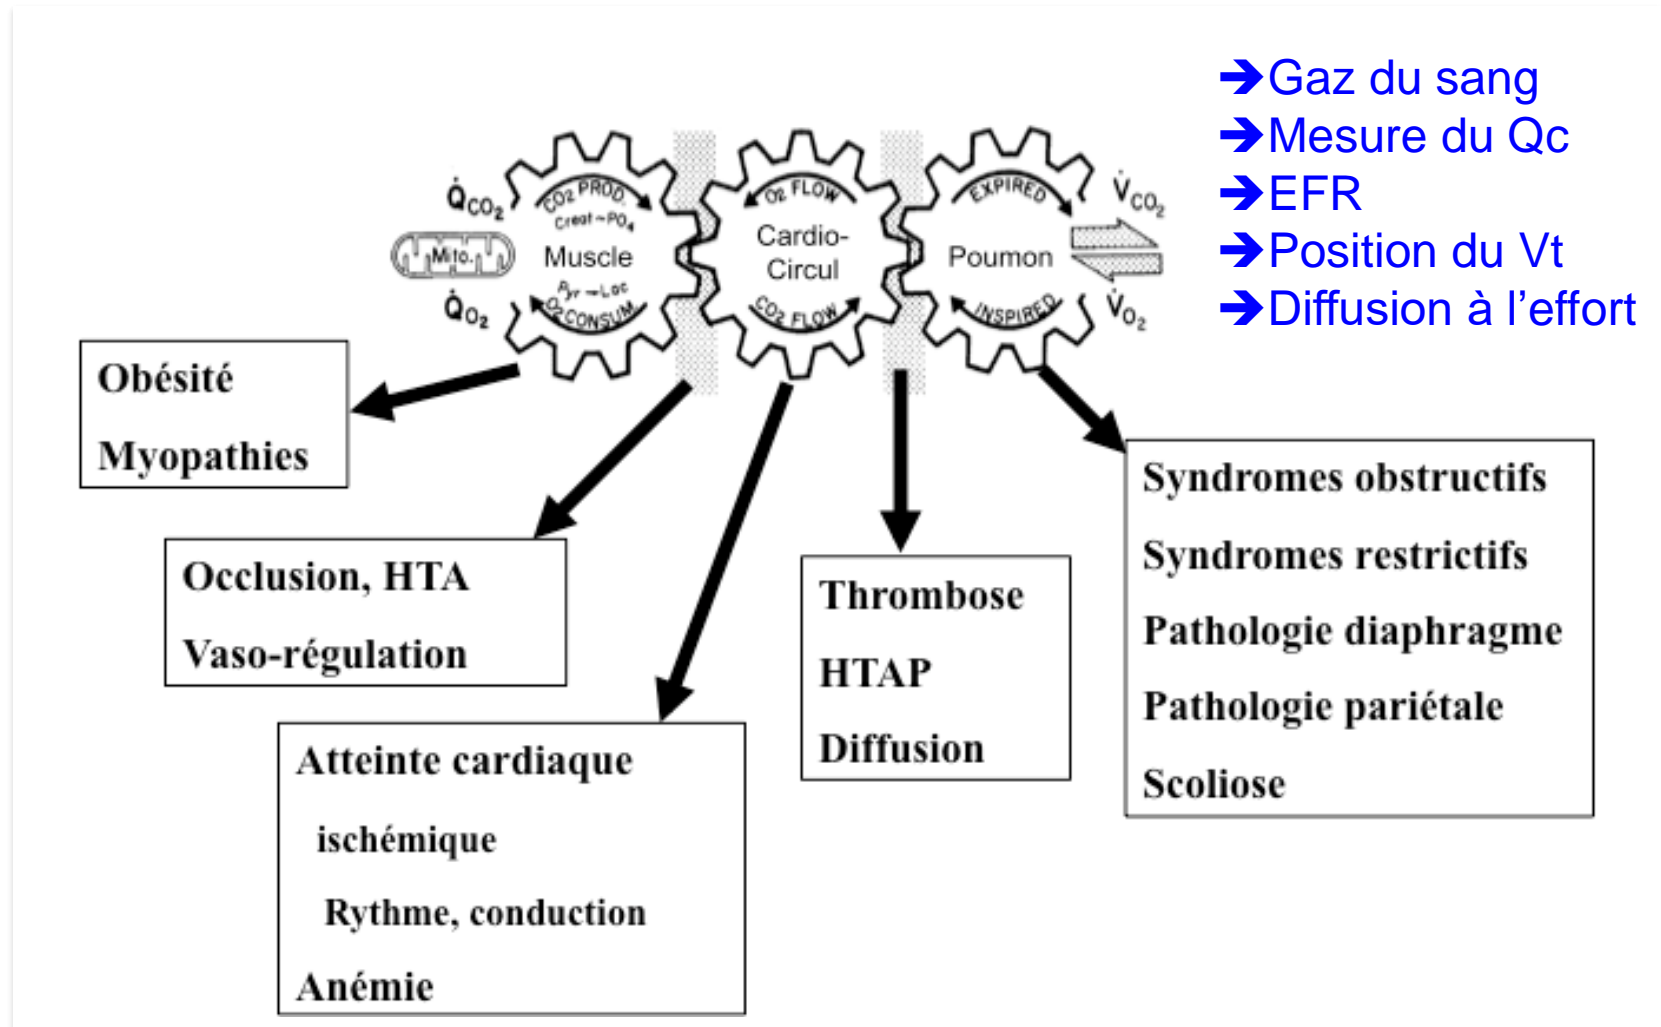 ➔Gaz du sang
➔Mesure du Qc
➔EFR
➔Position du Vt
➔Diffusion à l'effort
Q̇CO₂
Mito.
Q̇O₂
CO₂ PROD.
Creat~PO₄
Muscle
Pyr→Lac
O₂ CONSUM.
O₂ FLOW
Cardio-
Circul
CO₂ FLOW
EXPIRED
Poumon
INSPIRED
V̇CO₂
V̇O₂
Obésité
Myopathies
Occlusion, HTA
Vaso-régulation
Atteinte cardiaque
ischémique
Rythme, conduction
Anémie
Thrombose
HTAP
Diffusion
Syndromes obstructifs
Syndromes restrictifs
Pathologie diaphragme
Pathologie pariétale
Scoliose